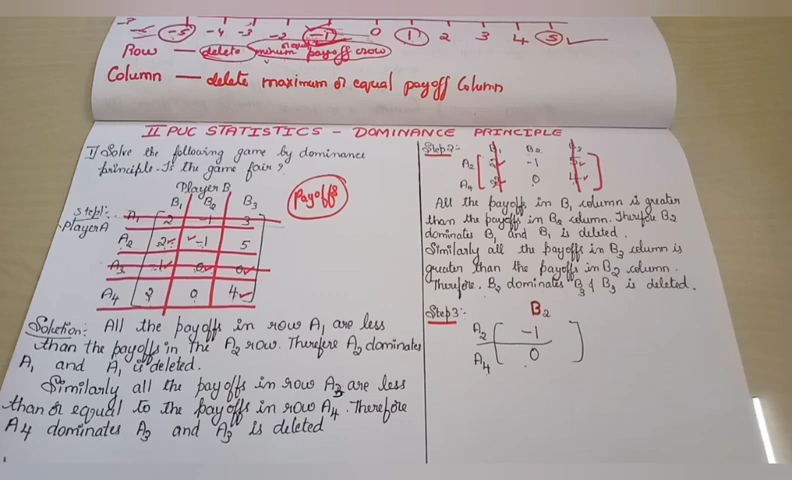 -5 -4 -3 -2 -1 0 1 2 3 4 5
Row — delete minimum or equal payoff row
Column — delete maximum or equal payoff Column
II PUC STATISTICS - DOMINANCE PRINCIPLE
1) Solve the following game by dominance
principle. Is the game fair?
Player B
Payoffs
Step1:
B1 B2 B3
Player A
A1 2 -1 3
A2 2 -1 5
A3 1 0 0
A4 2 0 4
Solution: All the payoffs in row A1 are less
than the payoffs in the A2 row. Therefore A2 dominates
A1 and A1 is deleted.
Similarly all the payoffs in row A3 are less
than or equal to the payoffs in row A4. Therefore
A4 dominates A3 and A3 is deleted
Step2:-
B1 B2 B3
A2 -1 5
A4 0 4
All the payoff in B1 column is greater
than the payoffs in B2 column. Therefore B2
dominates B1 and B1 is deleted.
Similarly all the payoffs in B3 column is
greater than the payoffs in B2 column.
Therefore. B2 dominates B3 & B3 is deleted.
Step3:-
B2
A2 -1
A4 0